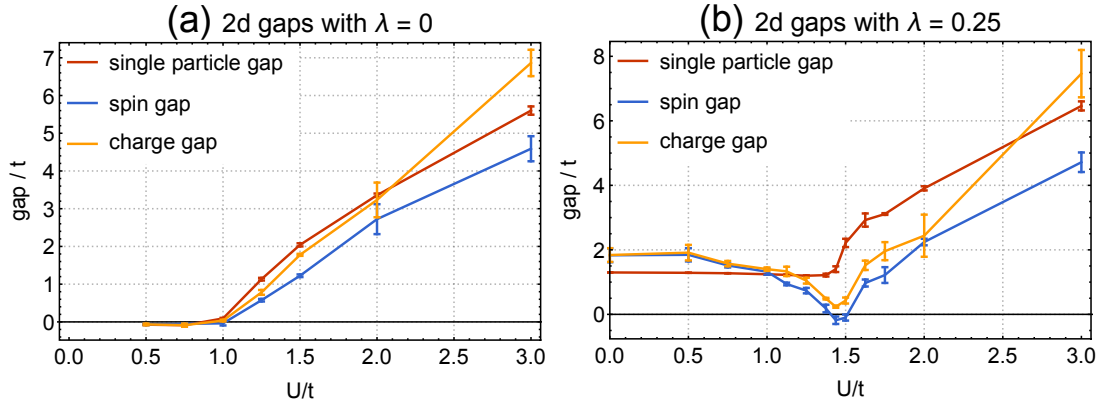 (a) 2d gaps with λ = 0
7
6
5
4
3
2
1
0
gap / t
single particle gap
spin gap
charge gap
0.0 0.5 1.0 1.5 2.0 2.5 3.0
U/t
(b) 2d gaps with λ = 0.25
8
6
4
2
0
gap / t
single particle gap
spin gap
charge gap
0.0 0.5 1.0 1.5 2.0 2.5 3.0
U/t